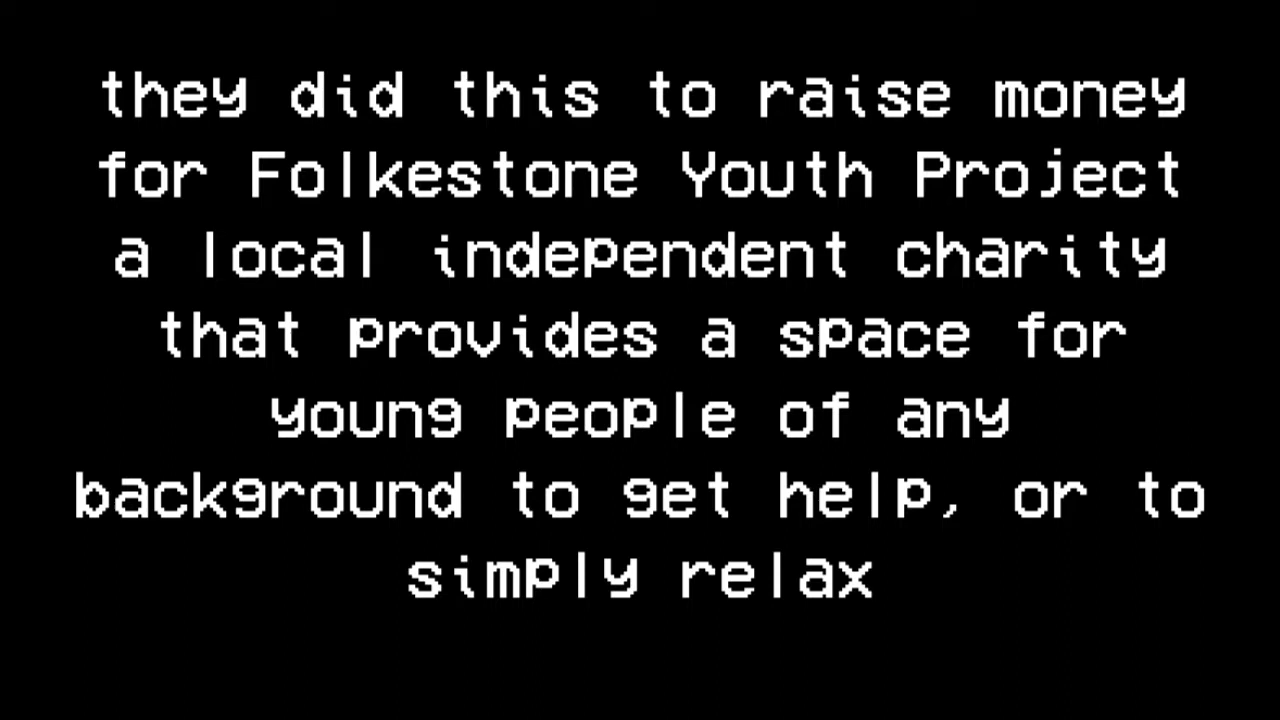 they did this to raise money
for Folkestone Youth Project
a local independent charity
that provides a space for
young people of any
background to get help, or to
simply relax